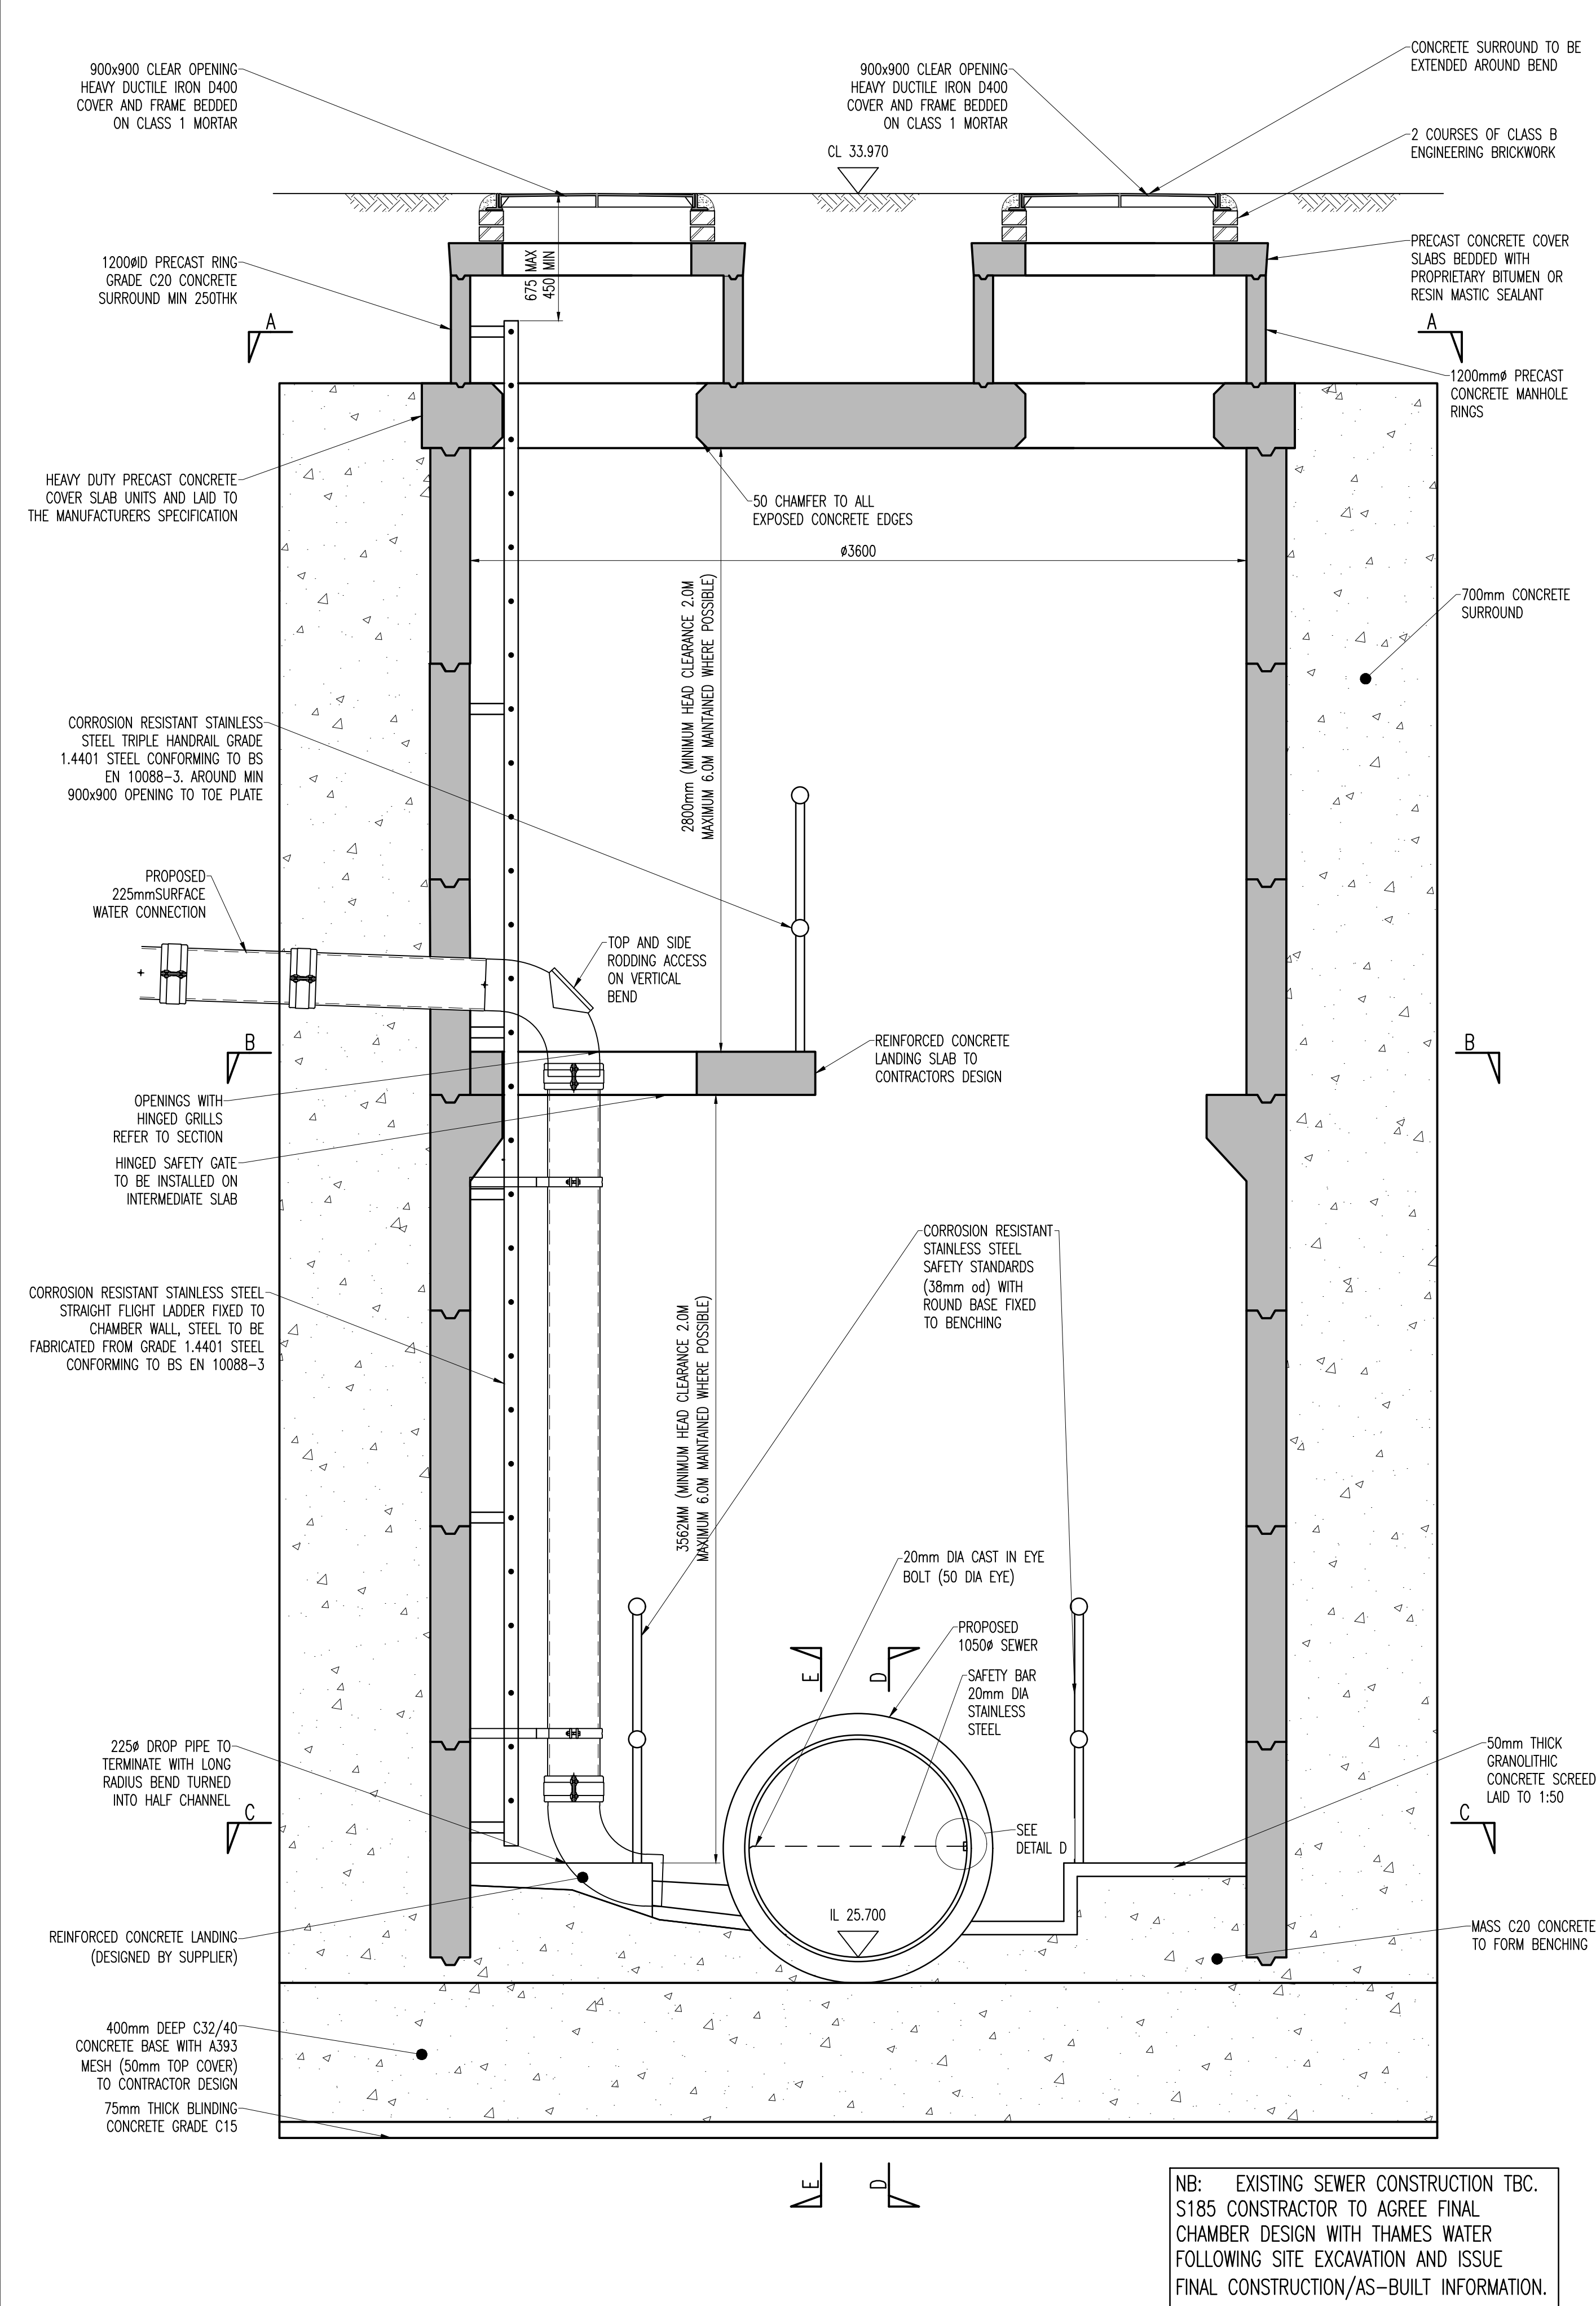 CONCRETE SURROUND TO BE
EXTENDED AROUND BEND
900x900 CLEAR OPENING
HEAVY DUCTILE IRON D400
COVER AND FRAME BEDDED
ON CLASS 1 MORTAR
900x900 CLEAR OPENING
HEAVY DUCTILE IRON D400
COVER AND FRAME BEDDED
ON CLASS 1 MORTAR
2 COURSES OF CLASS B
ENGINEERING BRICKWORK
CL 33.970
PRECAST CONCRETE COVER
SLABS BEDDED WITH
PROPRIETARY BITUMEN OR
RESIN MASTIC SEALANT
1200øID PRECAST RING
GRADE C20 CONCRETE
SURROUND MIN 250THK
675 MAX
450 MIN
A
A
1200mmø PRECAST
CONCRETE MANHOLE
RINGS
HEAVY DUTY PRECAST CONCRETE
COVER SLAB UNITS AND LAID TO
THE MANUFACTURERS SPECIFICATION
50 CHAMFER TO ALL
EXPOSED CONCRETE EDGES
ø3600
700mm CONCRETE
SURROUND
2800mm (MINIMUM HEAD CLEARANCE 2.0M
MAXIMUM 6.0M MAINTAINED WHERE POSSIBLE)
CORROSION RESISTANT STAINLESS
STEEL TRIPLE HANDRAIL GRADE
1.4401 STEEL CONFORMING TO BS
EN 10088-3. AROUND MIN
900x900 OPENING TO TOE PLATE
PROPOSED
225mmSURFACE
WATER CONNECTION
TOP AND SIDE
RODDING ACCESS
ON VERTICAL
BEND
B
B
REINFORCED CONCRETE
LANDING SLAB TO
CONTRACTORS DESIGN
OPENINGS WITH
HINGED GRILLS
REFER TO SECTION
HINGED SAFETY GATE
TO BE INSTALLED ON
INTERMEDIATE SLAB
CORROSION RESISTANT
STAINLESS STEEL
SAFETY STANDARDS
(38mm od) WITH
ROUND BASE FIXED
TO BENCHING
CORROSION RESISTANT STAINLESS STEEL
STRAIGHT FLIGHT LADDER FIXED TO
CHAMBER WALL, STEEL TO BE
FABRICATED FROM GRADE 1.4401 STEEL
CONFORMING TO BS EN 10088-3
3562MM (MINIMUM HEAD CLEARANCE 2.0M
MAXIMUM 6.0M MAINTAINED WHERE POSSIBLE)
20mm DIA CAST IN EYE
BOLT (50 DIA EYE)
PROPOSED
1050ø SEWER
E
D
SAFETY BAR
20mm DIA
STAINLESS
STEEL
225ø DROP PIPE TO
TERMINATE WITH LONG
RADIUS BEND TURNED
INTO HALF CHANNEL
50mm THICK
GRANOLITHIC
CONCRETE SCREED
LAID TO 1:50
C
C
SEE
DETAIL D
IL 25.700
REINFORCED CONCRETE LANDING
(DESIGNED BY SUPPLIER)
MASS C20 CONCRETE
TO FORM BENCHING
400mm DEEP C32/40
CONCRETE BASE WITH A393
MESH (50mm TOP COVER)
TO CONTRACTOR DESIGN
75mm THICK BLINDING
CONCRETE GRADE C15
E
D
NB: EXISTING SEWER CONSTRUCTION TBC.
S185 CONSTRACTOR TO AGREE FINAL
CHAMBER DESIGN WITH THAMES WATER
FOLLOWING SITE EXCAVATION AND ISSUE
FINAL CONSTRUCTION/AS-BUILT INFORMATION.